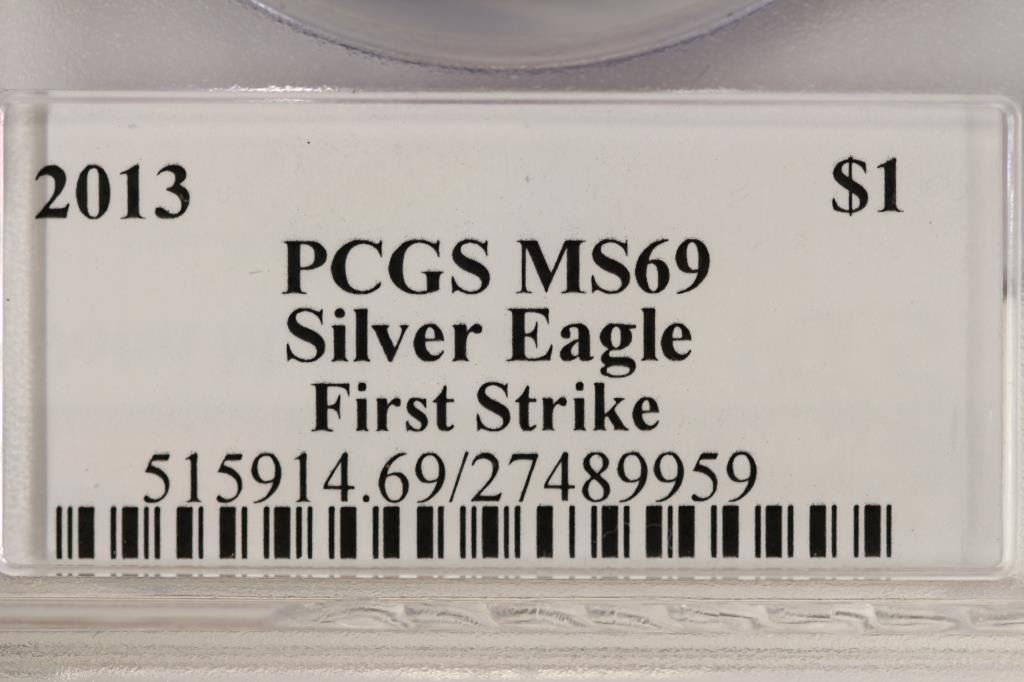 2013 $1
PCGS MS69
Silver Eagle
First Strike
515914.69/27489959